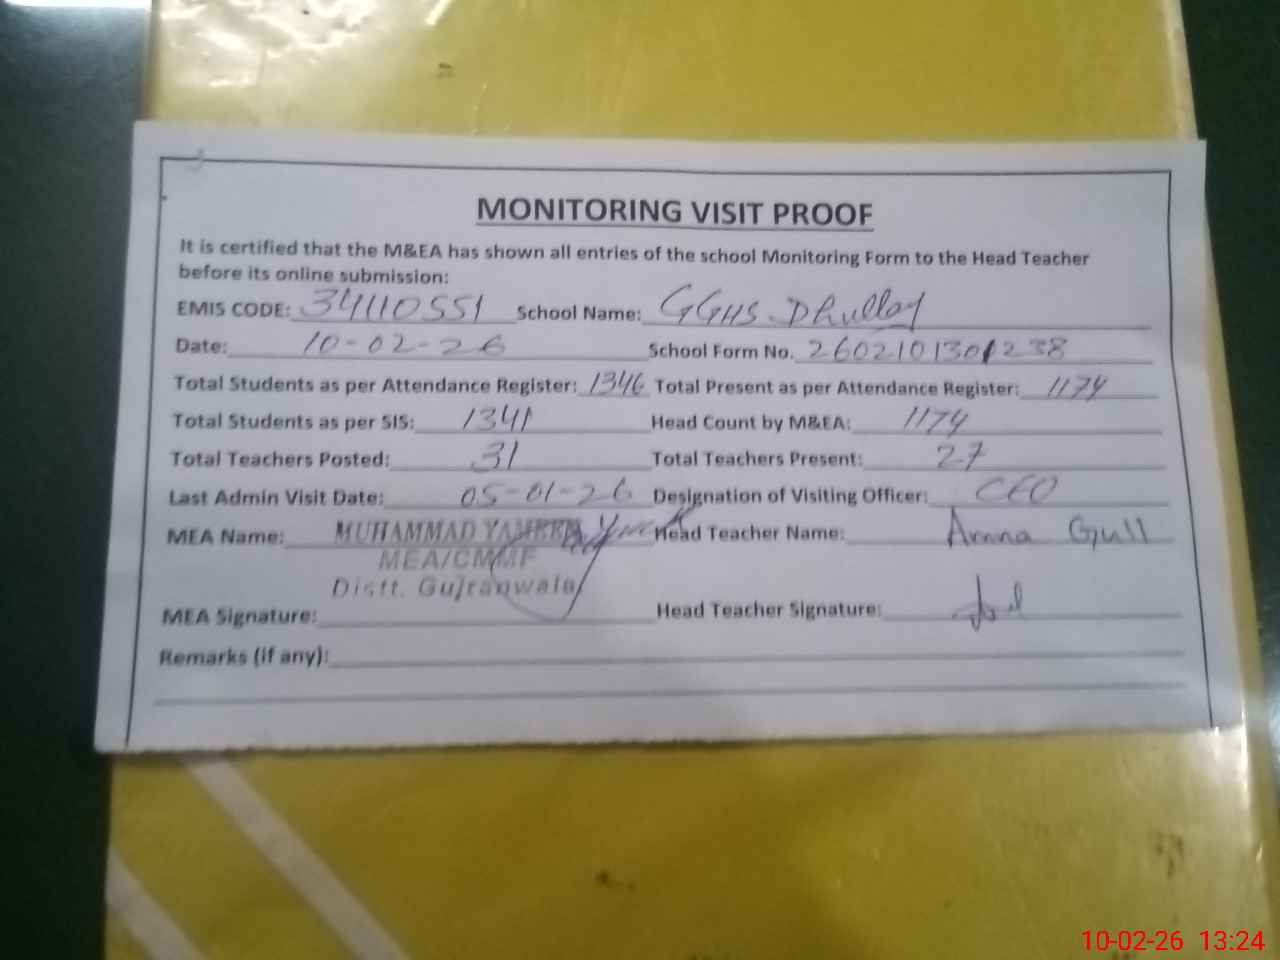 MONITORING VISIT PROOF
It is certified that the M&EA has shown all entries of the school Monitoring Form to the Head Teacher
before its online submission:
EMIS CODE: 34110551 School Name: GGHS Dhulley
Date: 10-02-26 School Form No. 2602101301238
Total Students as per Attendance Register: 1346 Total Present as per Attendance Register: 1174
Total Students as per SIS: 1341 Head Count by M&EA: 1174
Total Teachers Posted: 31 Total Teachers Present: 27
Last Admin Visit Date: 05-01-26 Designation of Visiting Officer: CEO
MEA Name: MUHAMMAD YAMEEN Head Teacher Name: Amna Gull
MEA/CMMF
Distt. Gujranwala
MEA Signature: Head Teacher Signature:
Remarks (if any):
10-02-26 13:24